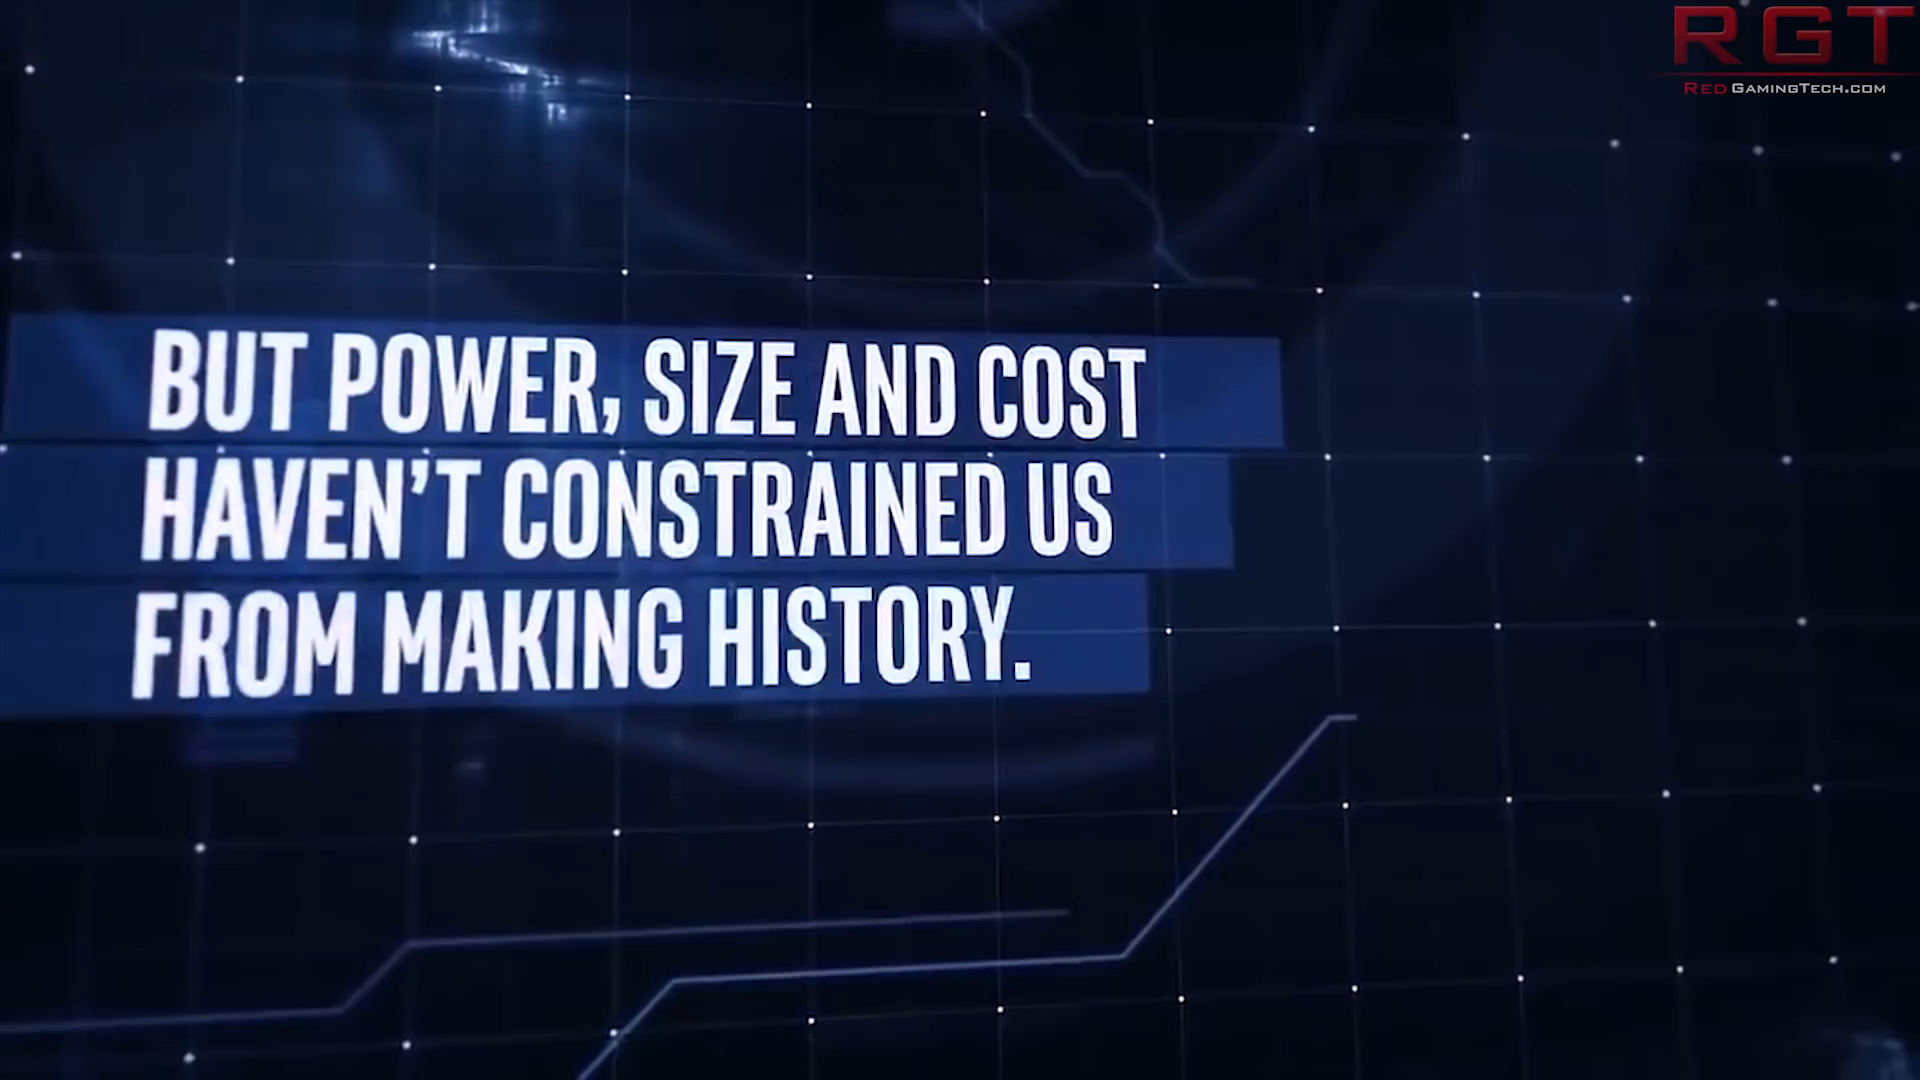 RGT
RED GAMINGTECH.COM
BUT POWER, SIZE AND COST
HAVEN'T CONSTRAINED US
FROM MAKING HISTORY.